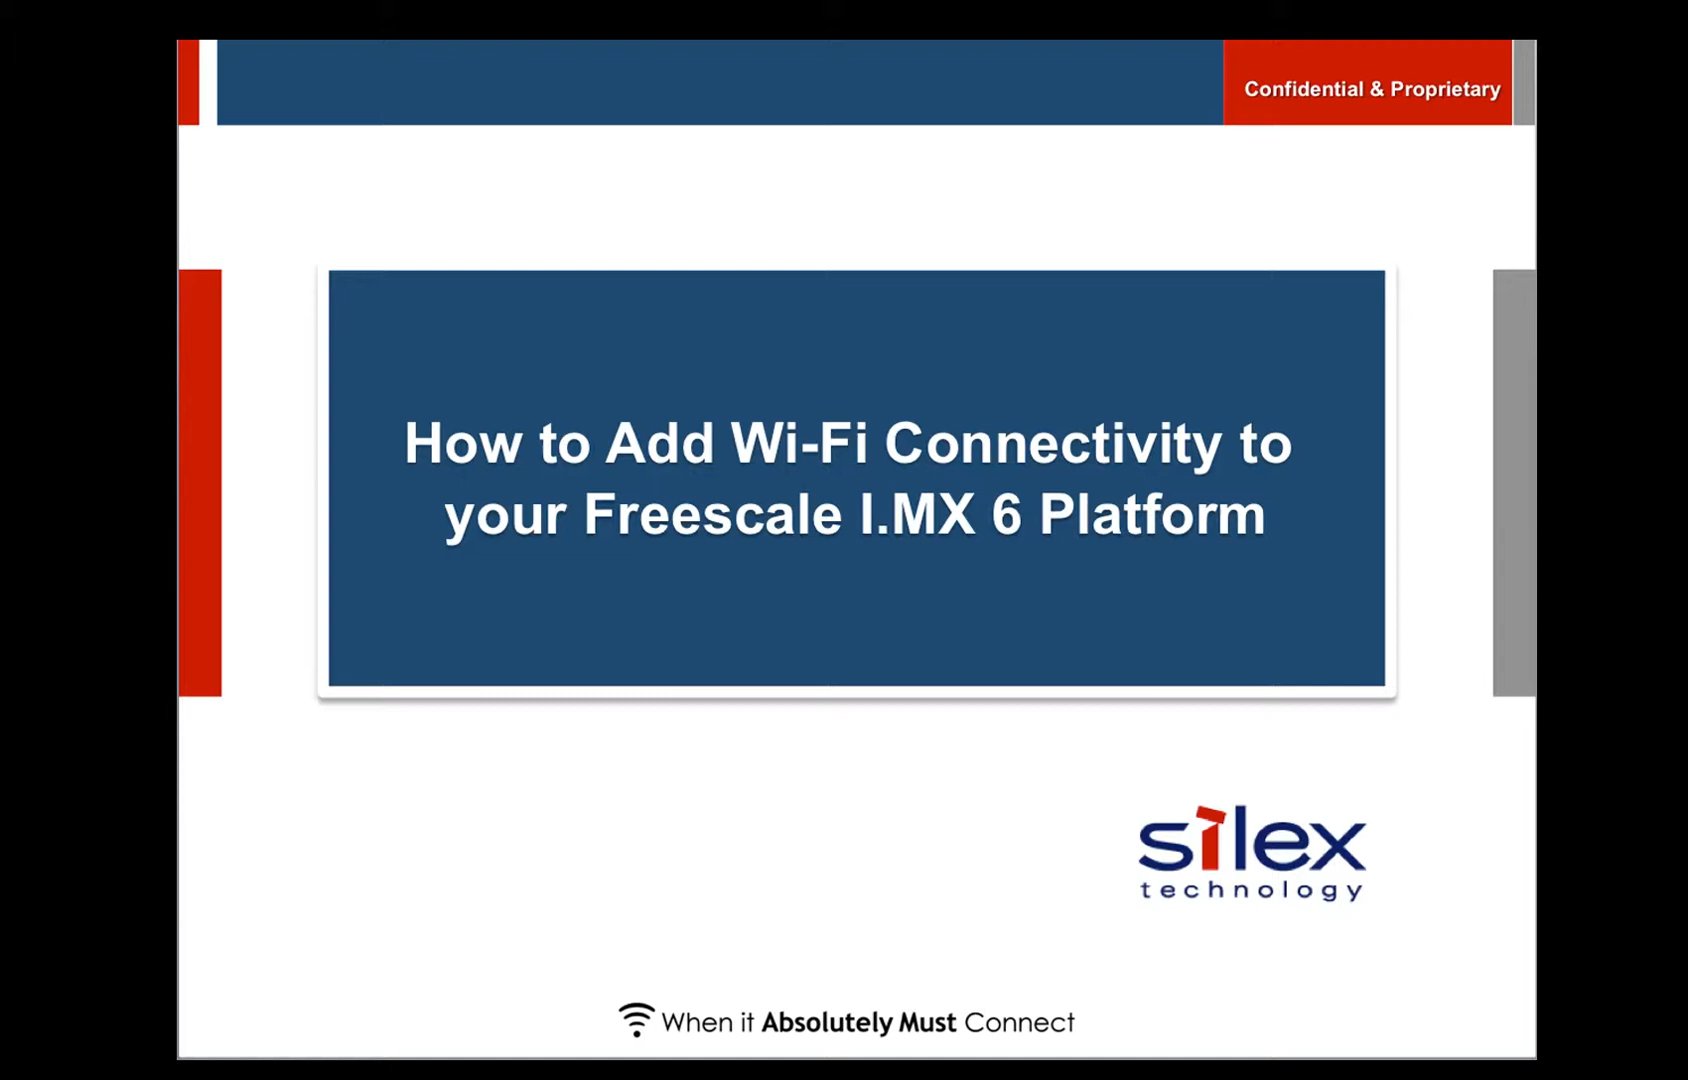 Confidential & Proprietary
How to Add Wi-Fi Connectivity to
your Freescale I.MX 6 Platform
silex
technology
When it Absolutely Must Connect